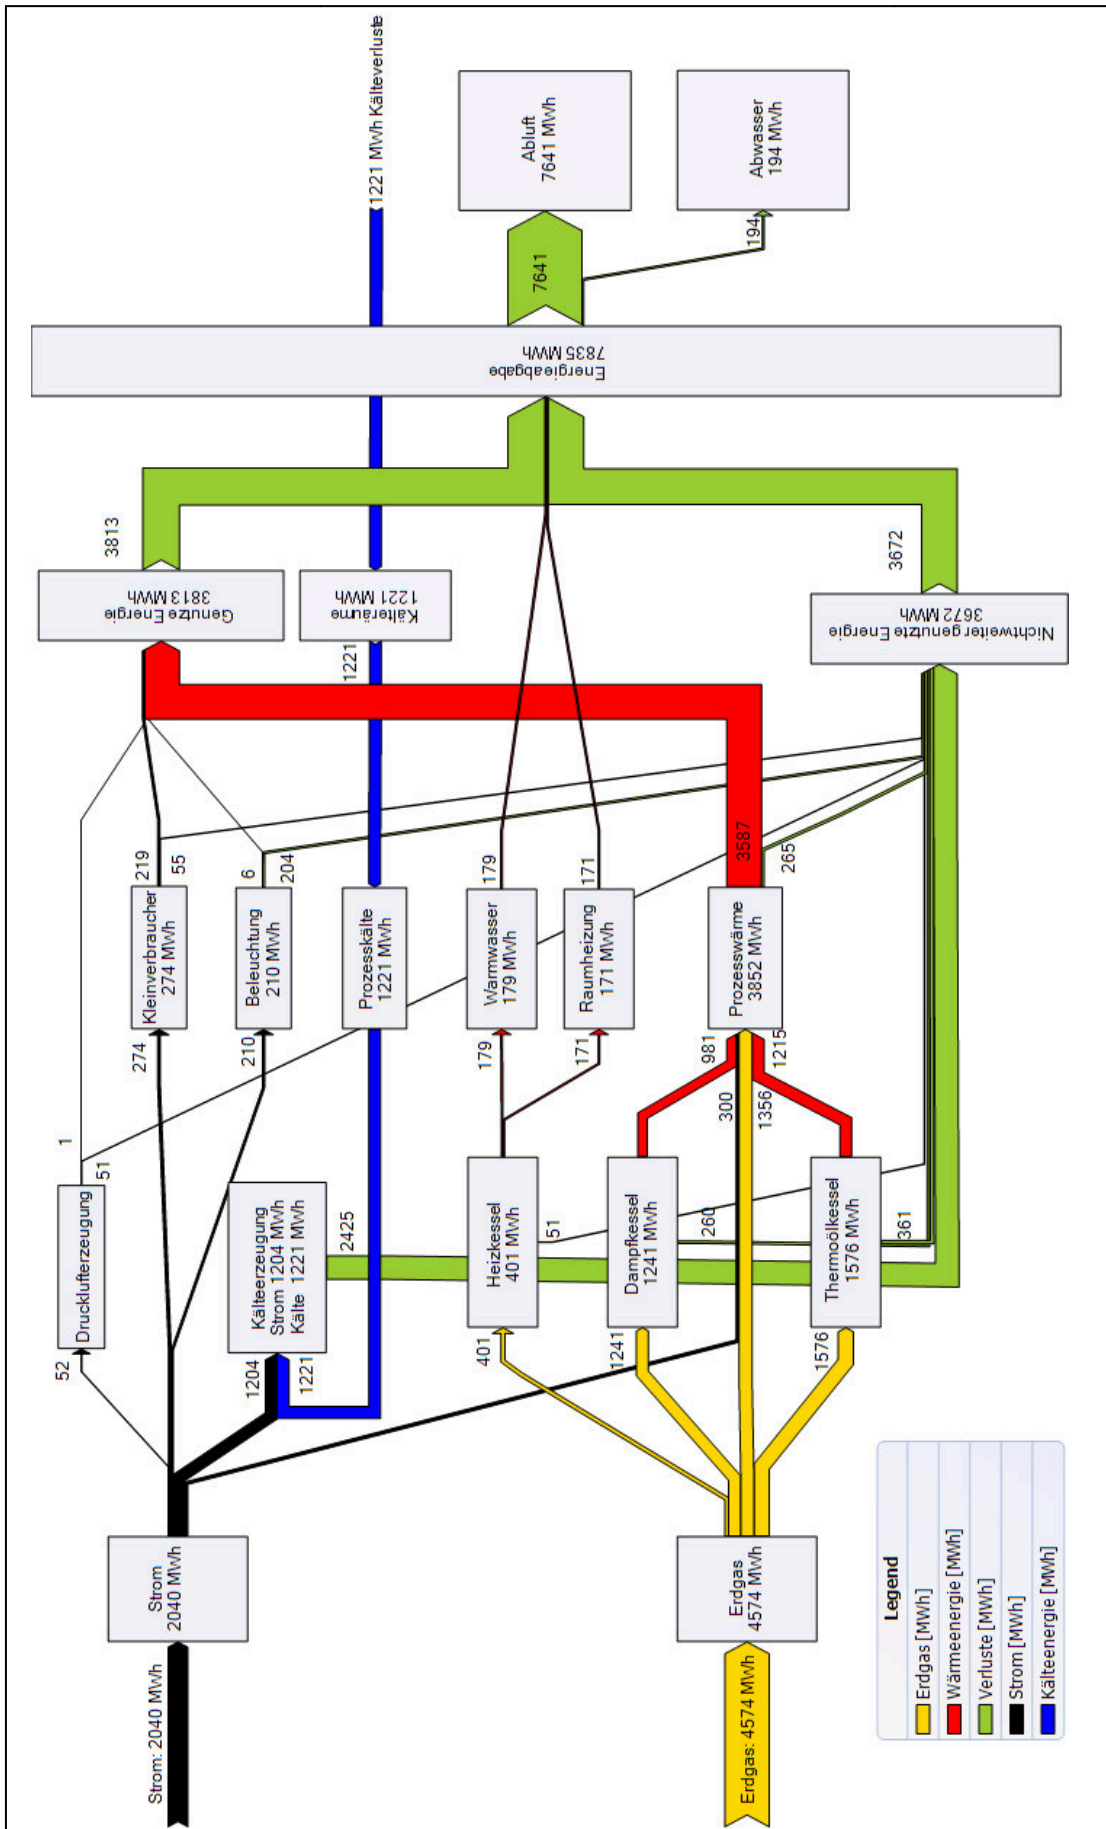 Strom: 2040 MWh
Strom
2040 MWh
52
Drucklufterzeugung
1
51
274
Kleinverbraucher
274 MWh
219
55
210
Beleuchtung
210 MWh
6
204
1204
1221
Kälteerzeugung
Strom 1204 MWh
Kälte 1221 MWh
2425
Prozesskälte
1221 MWh
1221
Kälteräume
1221 MWh
1221 MWh Kälteverluste
3813
Genutze Energie
3813 MWh
Erdgas: 4574 MWh
Erdgas
4574 MWh
401
Heizkessel
401 MWh
51
179
Warmwasser
179 MWh
179
171
Raumheizung
171 MWh
171
1241
Dampfkessel
1241 MWh
260
981
300
1356
1215
Prozesswärme
3852 MWh
3587
265
1576
Thermoölkessel
1576 MWh
361
Nichtweiter genutzte Energie
3672 MWh
3672
Energieabgabe
7835 MWh
7641
Abluft
7641 MWh
194
Abwasser
194 MWh
Legend
Erdgas [MWh]
Wärmeenergie [MWh]
Verluste [MWh]
Strom [MWh]
Kälteenergie [MWh]